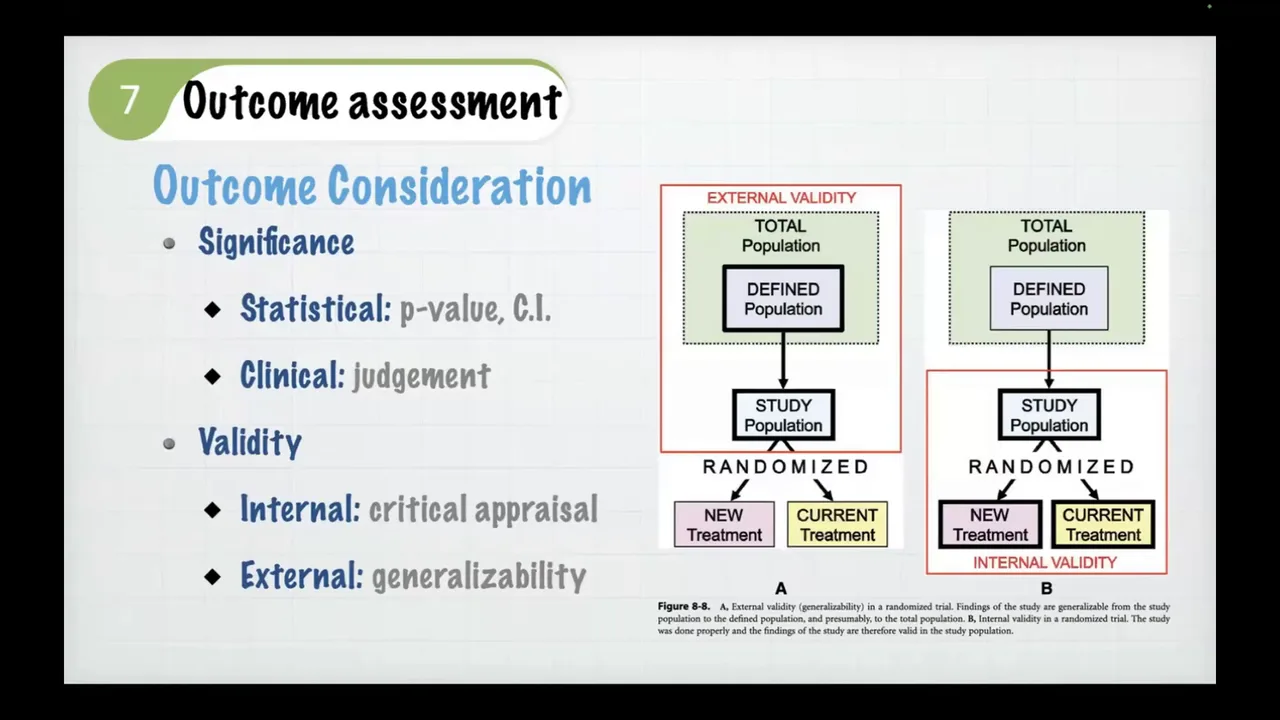 7 Outcome assessment
Outcome Consideration
Significance
Statistical: p-value, C.I.
Clinical: judgement
Validity
Internal: critical appraisal
External: generalizability
EXTERNAL VALIDITY
TOTAL
Population
DEFINED
Population
STUDY
Population
RANDOMIZED
NEW
Treatment
CURRENT
Treatment
A
TOTAL
Population
DEFINED
Population
STUDY
Population
RANDOMIZED
NEW
Treatment
CURRENT
Treatment
INTERNAL VALIDITY
B
Figure 8-8. A, External validity (generalizability) in a randomized trial. Findings of the study are generalizable from the study
population to the defined population, and presumably, to the total population. B, Internal validity in a randomized trial. The study
was done properly and the findings of the study are therefore valid in the study population.